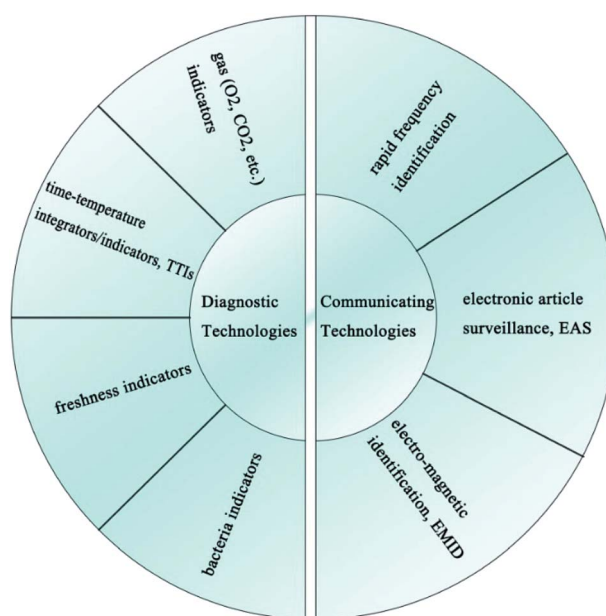 gas (O2, CO2, etc.)
indicators
time-temperature
integrators/indicators, TTIs
freshness indicators
bacteria indicators
Diagnostic
Technologies
Communicating
Technologies
rapid frequency
identification
electronic article
surveillance, EAS
electro-magnetic
identification, EMID